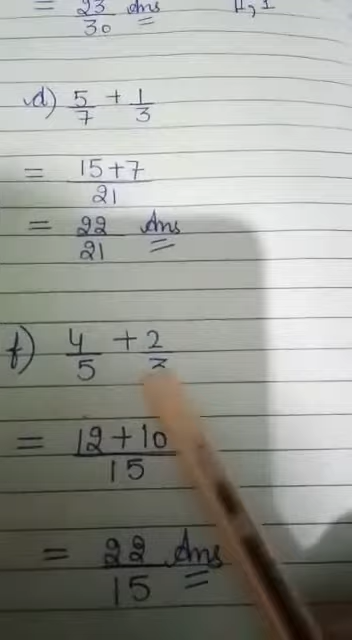 = 23/30 Ans
d) 5/7 + 1/3
= 15+7/21
= 22/21 Ans
f) 4/5 + 2/3
= 12+10/15
= 22/15 Ans